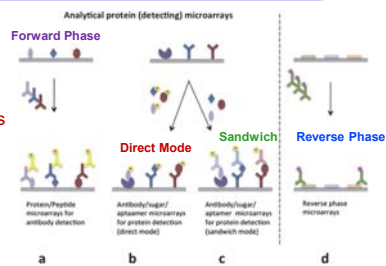 Analytical protein (detecting) microarrays
Forward Phase
s
Direct Mode
Sandwich
Reverse Phase
Protein/Peptide
microarrays for
antibody detection
Antibody/sugar/
aptaamer microarrays
for protein detection
(direct mode)
Antibody/sugar/
aptamer microarrays
for protein detection
(sandwich mode)
Reverse phase
microarrays
a
b
c
d